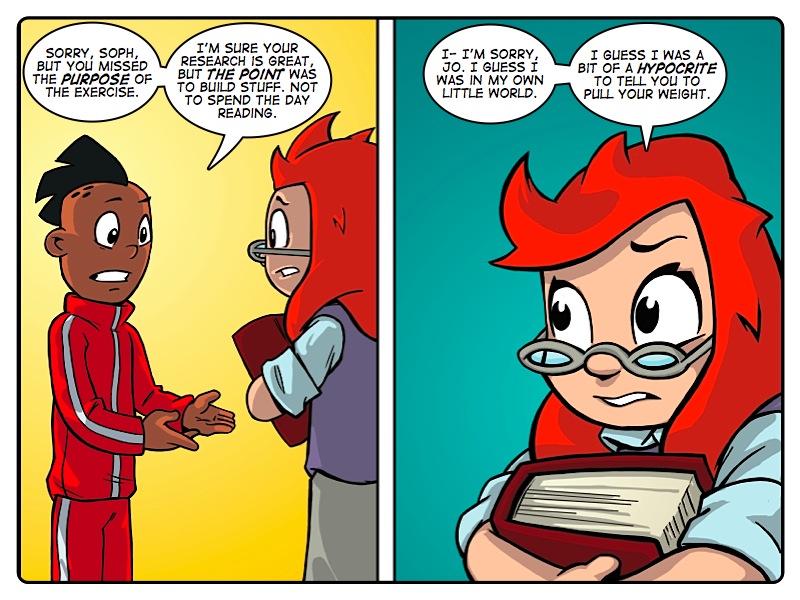 SORRY, SOPH,
BUT YOU MISSED
THE PURPOSE OF
THE EXERCISE.
I'M SURE YOUR
RESEARCH IS GREAT,
BUT THE POINT WAS
TO BUILD STUFF. NOT
TO SPEND THE DAY
READING.
I-- I'M SORRY,
JO. I GUESS I
WAS IN MY OWN
LITTLE WORLD.
I GUESS I WAS A
BIT OF A HYPOCRITE
TO TELL YOU TO
PULL YOUR WEIGHT.